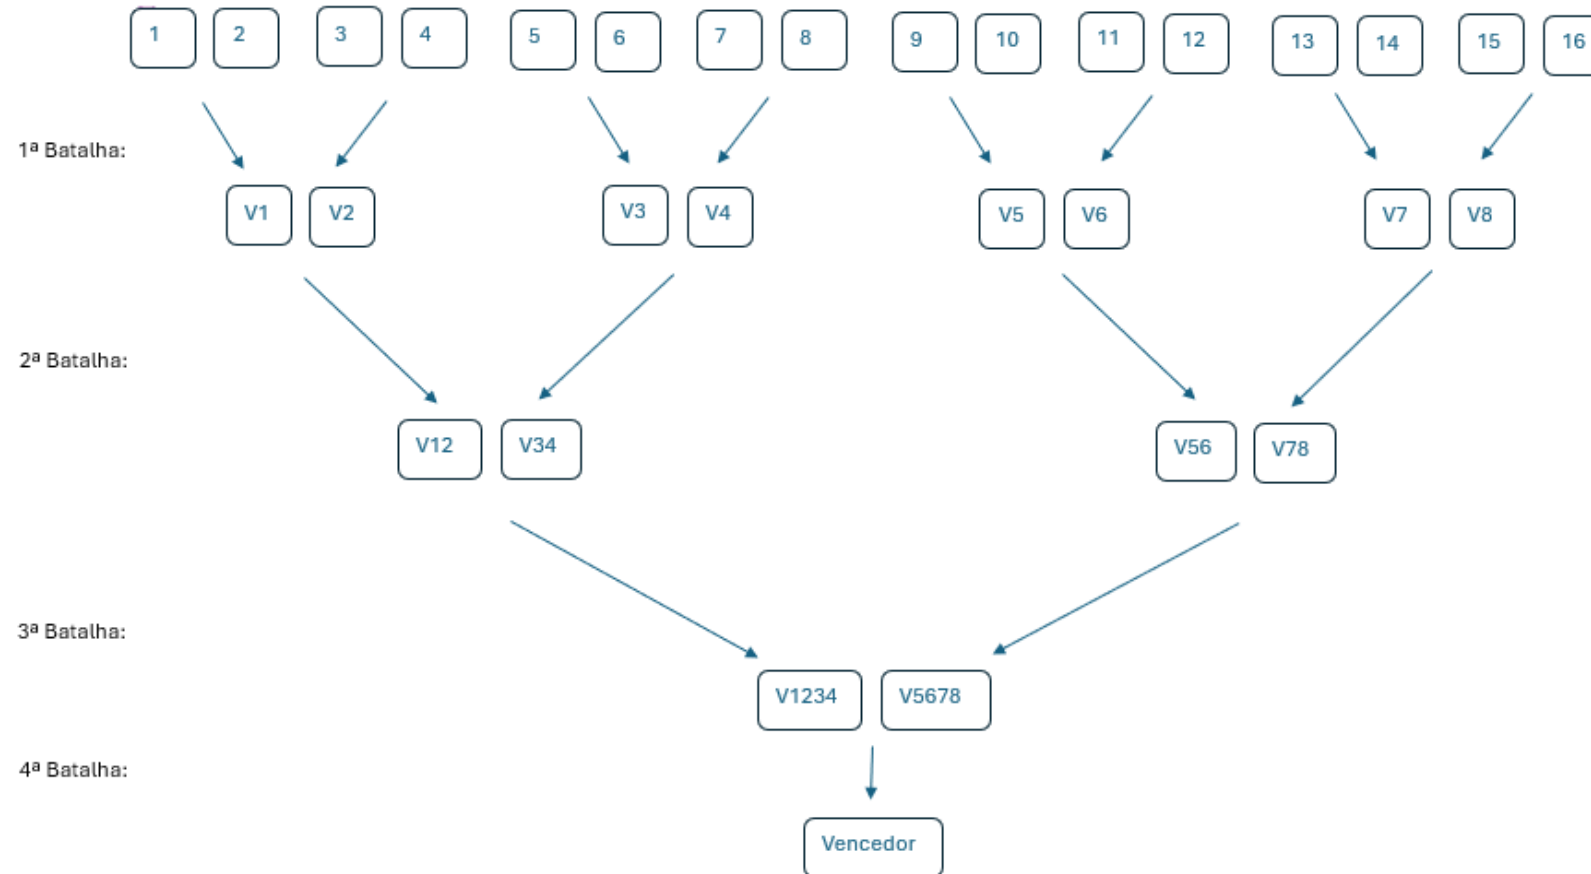 1 2 3 4 5 6 7 8 9 10 11 12 13 14 15 16
1ª Batalha:
V1 V2 V3 V4 V5 V6 V7 V8
2ª Batalha:
V12 V34 V56 V78
3ª Batalha:
V1234 V5678
4ª Batalha:
Vencedor